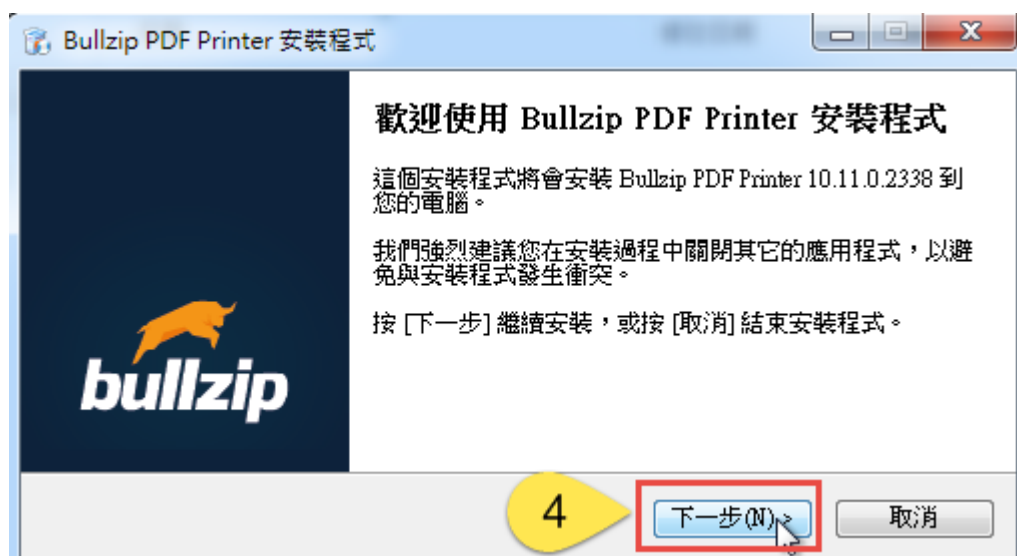 Bullzip PDF Printer 安裝程式
歡迎使用 Bullzip PDF Printer 安裝程式
這個安裝程式將會安裝 Bullzip PDF Printer 10.11.0.2338 到
您的電腦。
我們強烈建議您在安裝過程中關閉其它的應用程式，以避
免與安裝程式發生衝突。
按 [下一步] 繼續安裝，或按 [取消] 結束安裝程式。
bullzip
4
下一步(N) >
取消